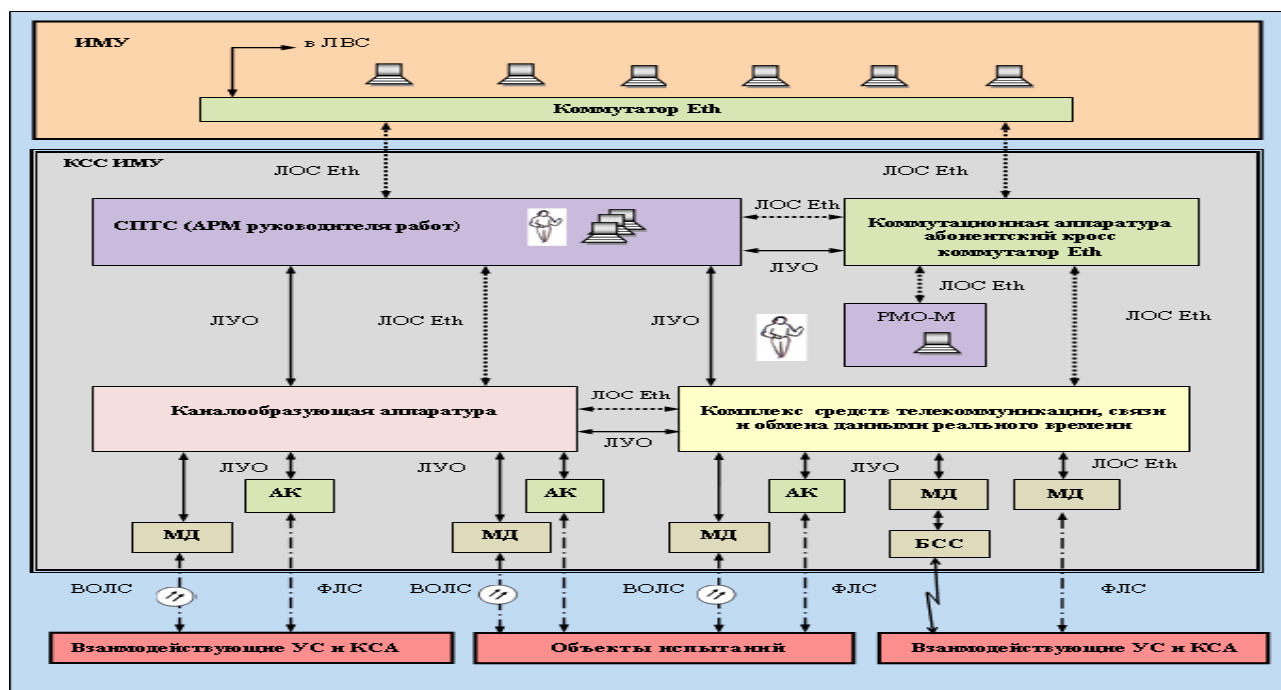 ИМУ
в ЛВС
Коммутатор Eth
КСС ИМУ
ЛОС Eth
ЛОС Eth
СПТС (АРМ руководителя работ)
ЛОС Eth
ЛУО
Коммутационная аппаратура
абонентский кросс
коммутатор Eth
ЛОС Eth
ЛУО
ЛОС Eth
ЛУО
РМО-М
ЛОС Eth
Каналообразующая аппаратура
ЛОС Eth
ЛУО
Комплекс средств телекоммуникации, связи
и обмена данными реального времени
ЛУО
ЛУО
ЛУО
ЛОС Eth
АК
АК
АК
МД
МД
МД
МД
МД
БСС
ВОЛС
ФЛС
ВОЛС
ВОЛС
ФЛС
ФЛС
Взаимодействующие УС и КСА
Объекты испытаний
Взаимодействующие УС и КСА